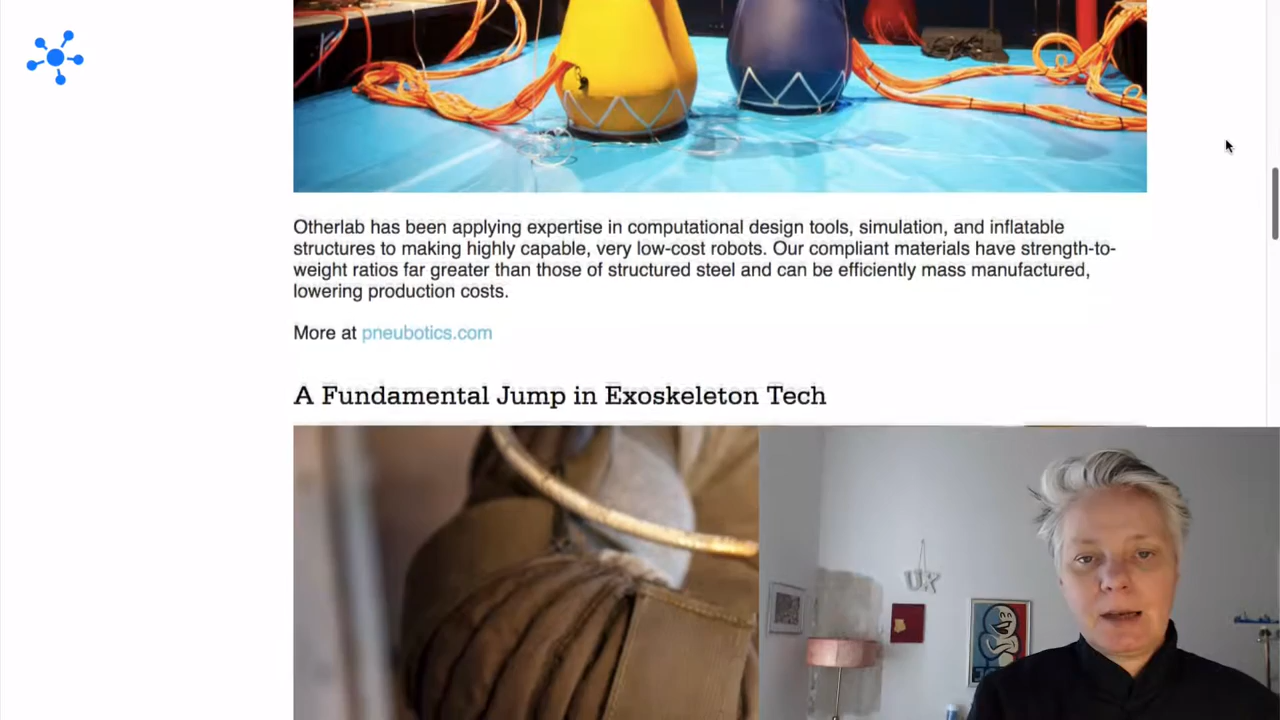 Otherlab has been applying expertise in computational design tools, simulation, and inflatable
structures to making highly capable, very low-cost robots. Our compliant materials have strength-to-
weight ratios far greater than those of structured steel and can be efficiently mass manufactured,
lowering production costs.
More at pneubotics.com
A Fundamental Jump in Exoskeleton Tech